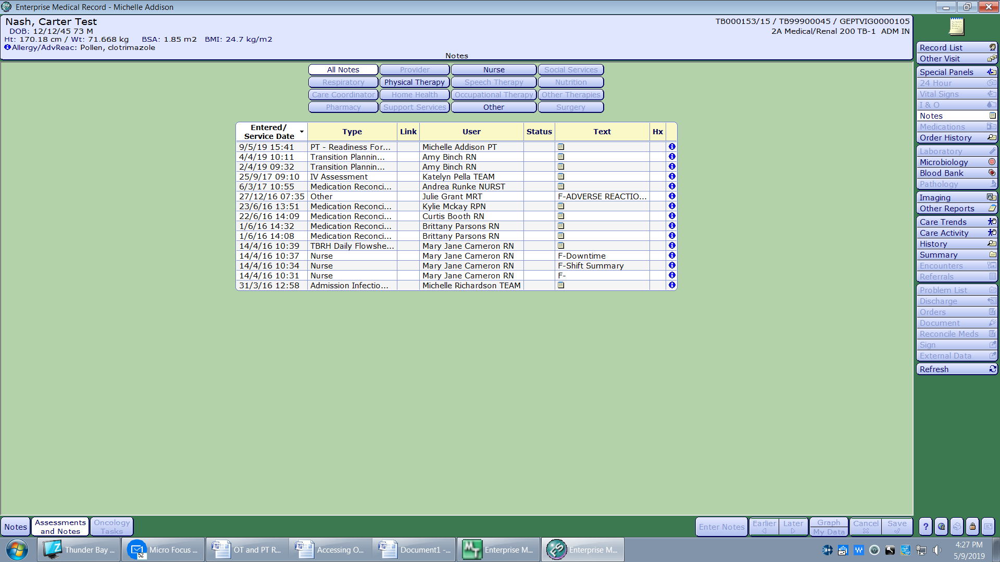 Enterprise Medical Record - Michelle Addison
Nash, Carter Test
DOB: 12/12/45 73 M
Ht: 170.18 cm / Wt: 71.668 kg BSA: 1.85 m2 BMI: 24.7 kg/m2
Allergy/AdvReac: Pollen, clotrimazole
TB000153/15 / TB99900045 / GEPTVIG0000105
2A Medical/Renal 200 TB-1 ADM IN
Notes
All Notes Provider Nurse Social Services
Respiratory Physical Therapy Speech Therapy Nutrition
Care Coordinator Home Health Occupational Therapy Other Therapies
Pharmacy Support Services Other Surgery
Entered/
Service Date Type Link User Status Text Hx
9/5/19 15:41 PT - Readiness For... Michelle Addison PT
4/4/19 10:11 Transition Plannin... Amy Binch RN
2/4/19 09:32 Transition Plannin... Amy Binch RN
25/9/17 09:10 IV Assessment Katelyn Pella TEAM
6/3/17 10:55 Medication Reconci... Andrea Runke NURST
27/12/16 07:35 Other Julie Grant MRT F-ADVERSE REACTIO...
23/6/16 13:51 Medication Reconci... Kylie Mckay RPN
22/6/16 14:09 Medication Reconci... Curtis Booth RN
1/6/16 14:32 Medication Reconci... Brittany Parsons RN
1/6/16 14:08 Medication Reconci... Brittany Parsons RN
14/4/16 10:39 TBRH Daily Flowshe... Mary Jane Cameron RN
14/4/16 10:37 Nurse Mary Jane Cameron RN F-Downtime
14/4/16 10:34 Nurse Mary Jane Cameron RN F-Shift Summary
14/4/16 10:31 Nurse Mary Jane Cameron RN F-
31/3/16 12:58 Admission Infectio... Michelle Richardson TEAM
Record List
Other Visit
Special Panels
24 Hour
Vital Signs
I & O
Notes
Medications
Order History
Laboratory
Microbiology
Blood Bank
Pathology
Imaging
Other Reports
Care Trends
Care Activity
History
Summary
Encounters
Referrals
Problem List
Discharge
Orders
Document
Reconcile Meds
Sign
External Data
Refresh
Notes
Assessments
and Notes
Oncology
Tasks
Enter Notes
Earlier
Later
Graph
My Data
Cancel
Save
?
Thunder Bay ...
52
Micro Focus ...
OT and PT R...
Accessing O...
Document1 -...
MT
Enterprise M...
FS
Enterprise M...
W
4:27 PM
5/9/2019